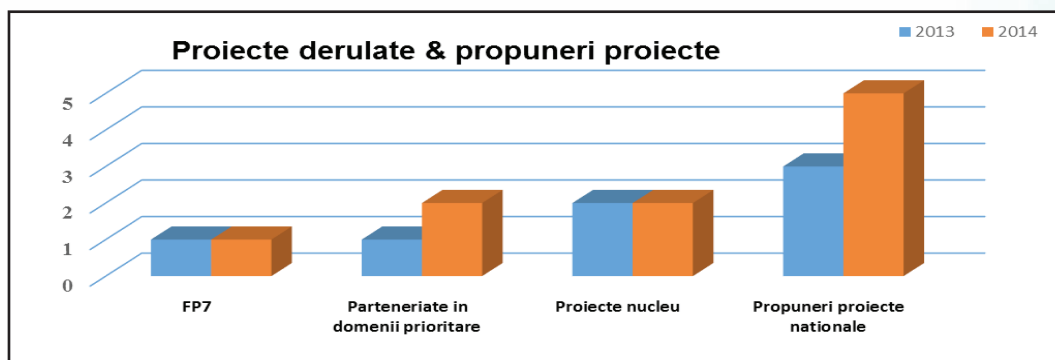 2013 2014
Proiecte derulate & propuneri proiecte
5
4
3
2
1
0
FP7
Parteneriate in
domenii prioritare
Proiecte nucleu
Propuneri proiecte
nationale